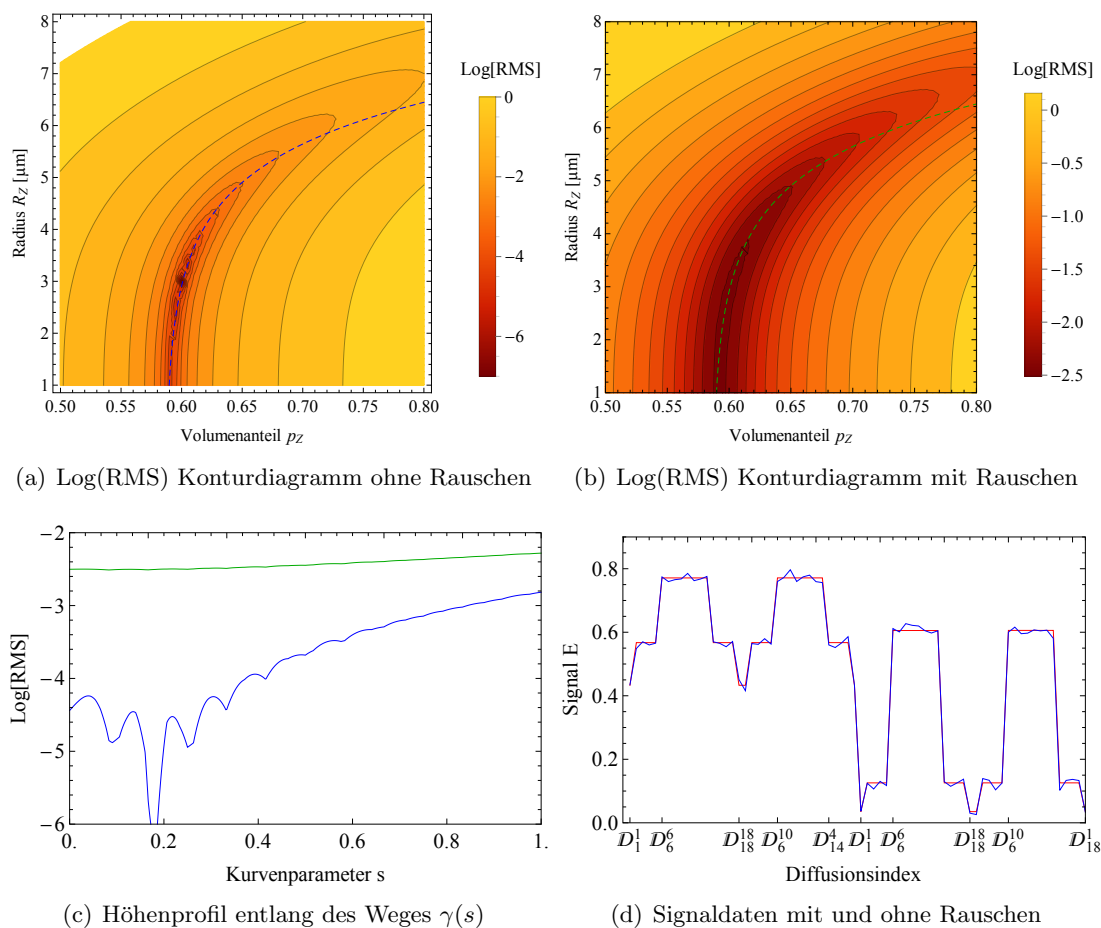 8
7
6
5
4
3
2
1
Radius R_Z [µm]
0.50 0.55 0.60 0.65 0.70 0.75 0.80
Volumenanteil p_Z
Log[RMS]
0
−2
−4
−6
(a) Log(RMS) Konturdiagramm ohne Rauschen
8
7
6
5
4
3
2
1
Radius R_Z [µm]
0.50 0.55 0.60 0.65 0.70 0.75 0.80
Volumenanteil p_Z
Log[RMS]
0
−0.5
−1.0
−1.5
−2.0
−2.5
(b) Log(RMS) Konturdiagramm mit Rauschen
−2
−3
−4
−5
−6
Log[RMS]
0. 0.2 0.4 0.6 0.8 1.
Kurvenparameter s
(c) Höhenprofil entlang des Weges γ(s)
0.8
0.6
0.4
0.2
0.0
Signal E
D_1^1 D_6^6 D_18^18 D_6^10 D_14^4 D_1^1 D_6^6 D_18^18 D_6^10 D_18^1
Diffusionsindex
(d) Signaldaten mit und ohne Rauschen